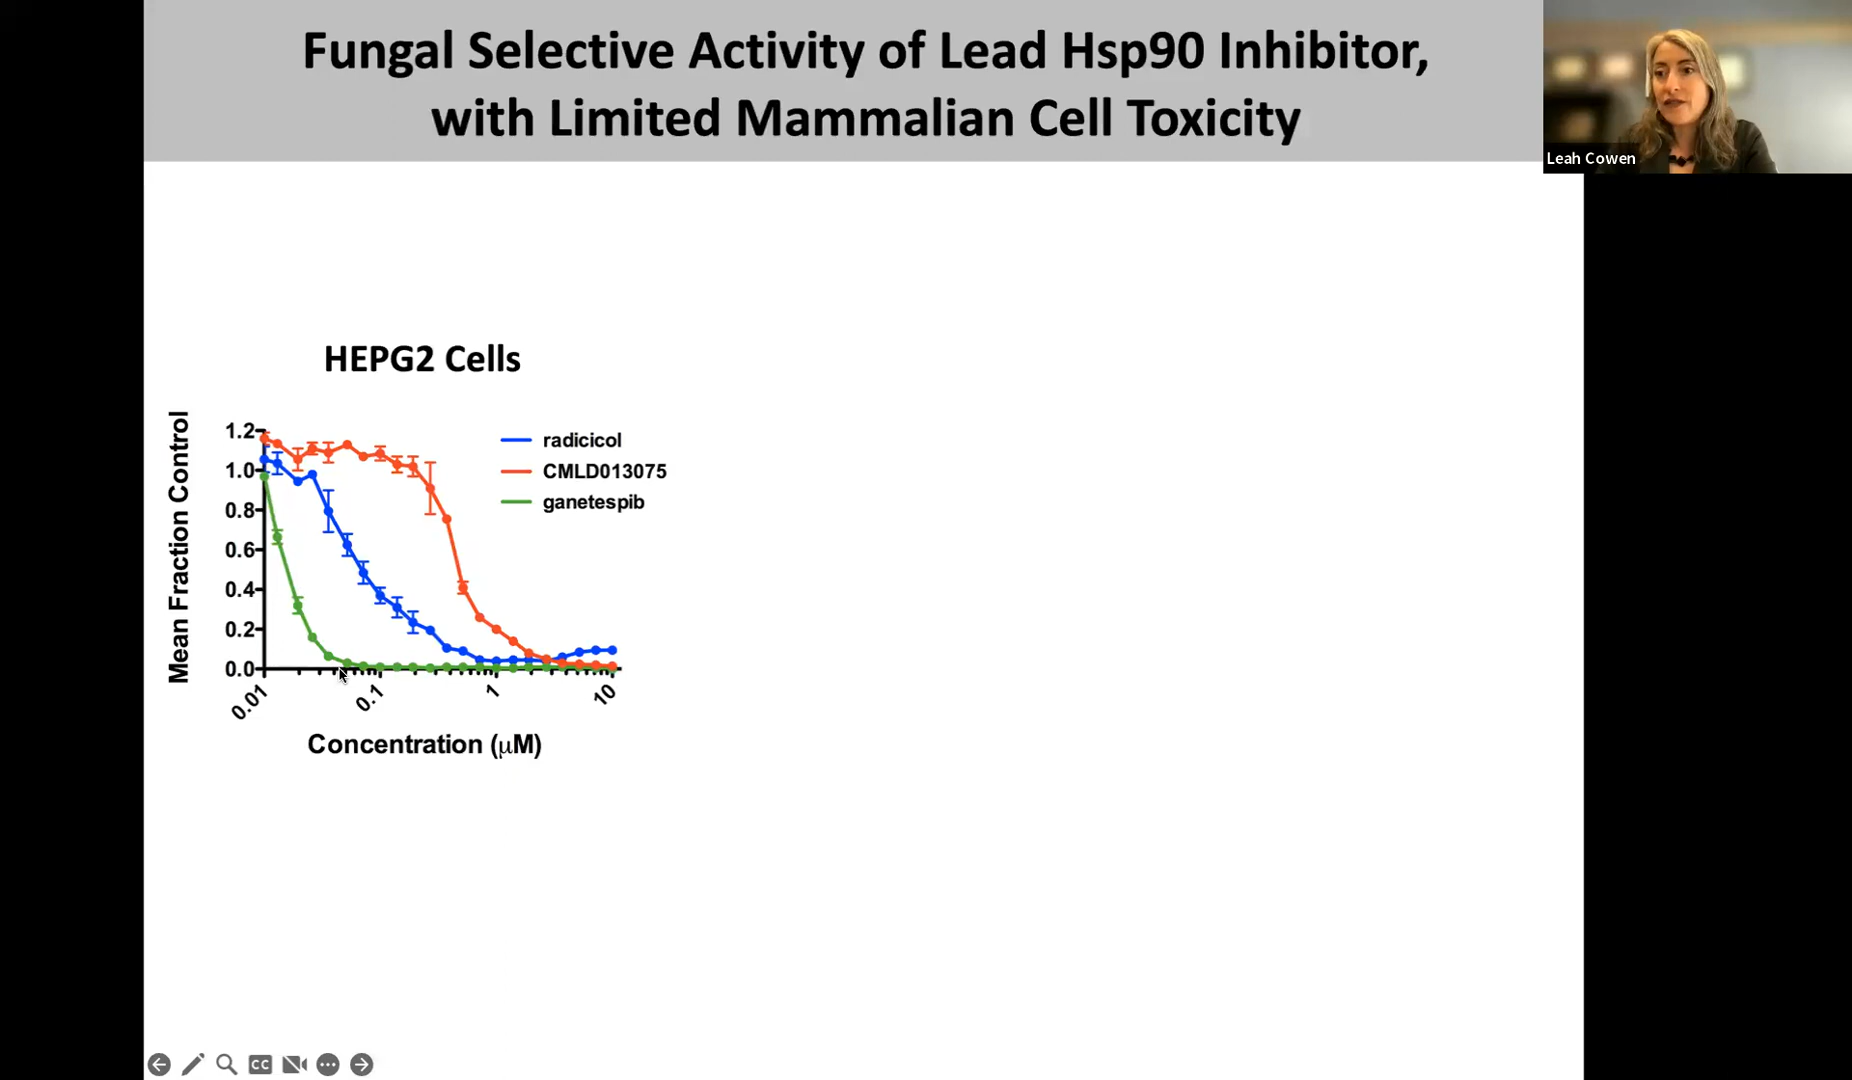 Fungal Selective Activity of Lead Hsp90 Inhibitor,
with Limited Mammalian Cell Toxicity
Leah Cowen
HEPG2 Cells
Mean Fraction Control
1.2
1.0
0.8
0.6
0.4
0.2
0.0
radicicol
CMLD013075
ganetespib
0.01
0.1
1
10
Concentration (μM)
CC